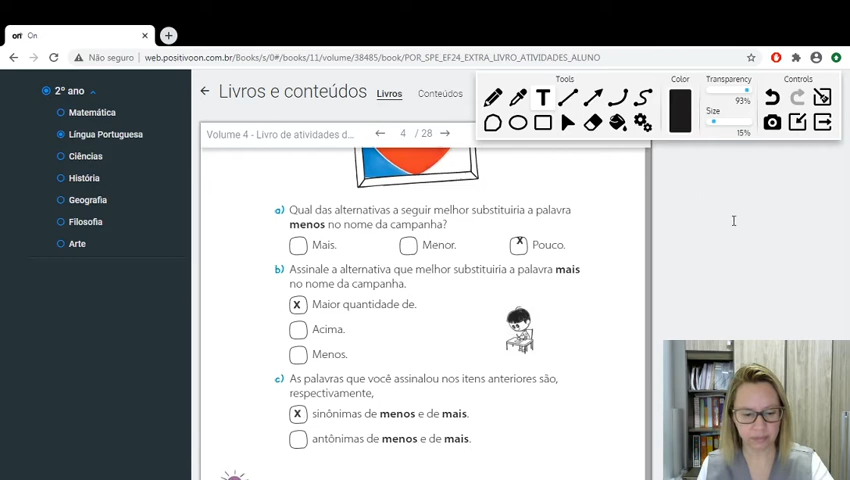 On
Não seguro
web.positivoon.com.br/Books/s/0#/books/11/volume/38485/book/POR_SPE_EF24_EXTRA_LIVRO_ATIVIDADES_ALUNO
2º ano
Matemática
Língua Portuguesa
Ciências
História
Geografia
Filosofia
Arte
Livros e conteúdos
Livros
Conteúdos
Tools
Color
Transparency
93%
Size
15%
Controls
T
Volume 4 - Livro de atividades d...
4 / 28
a) Qual das alternativas a seguir melhor substituiria a palavra
menos no nome da campanha?
Mais. Menor. x Pouco.
b) Assinale a alternativa que melhor substituiria a palavra mais
no nome da campanha.
x Maior quantidade de.
Acima.
Menos.
c) As palavras que você assinalou nos itens anteriores são,
respectivamente,
x sinônimas de menos e de mais.
antônimas de menos e de mais.